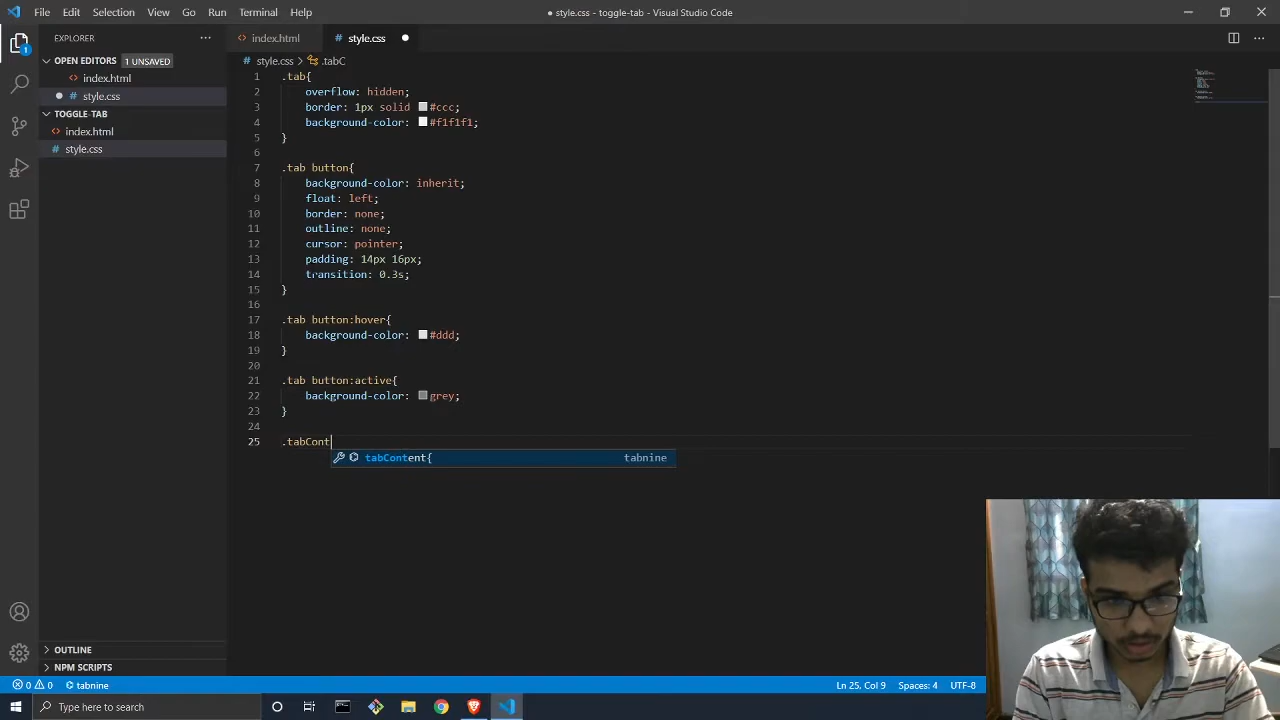 File Edit Selection View Go Run Terminal Help
● style.css - toggle-tab - Visual Studio Code
EXPLORER
index.html
style.css
OPEN EDITORS 1 UNSAVED
style.css > .tabC
index.html
style.css
TOGGLE-TAB
index.html
style.css
1
1 .tab{
2 overflow: hidden;
3 border: 1px solid #ccc;
4 background-color: #f1f1f1;
5 }
6
7 .tab button{
8 background-color: inherit;
9 float: left;
10 border: none;
11 outline: none;
12 cursor: pointer;
13 padding: 14px 16px;
14 transition: 0.3s;
15 }
16
17 .tab button:hover{
18 background-color: #ddd;
19 }
20
21 .tab button:active{
22 background-color: grey;
23 }
24
25 .tabCont
tabContent{ tabnine
OUTLINE
NPM SCRIPTS
0 0 tabnine
Ln 25, Col 9 Spaces: 4 UTF-8
Type here to search